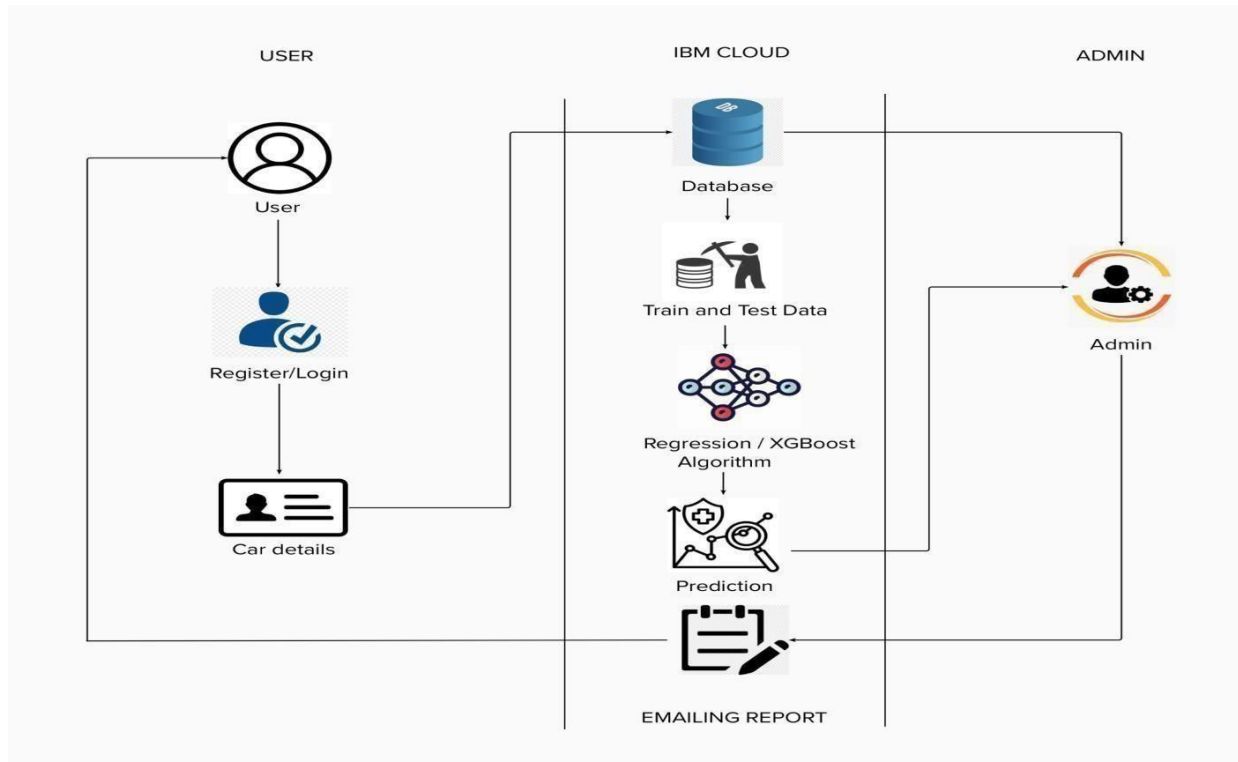 USER
IBM CLOUD
ADMIN
DB
Database
User
Train and Test Data
Admin
Register/Login
Regression / XGBoost
Algorithm
Car details
Prediction
EMAILING REPORT